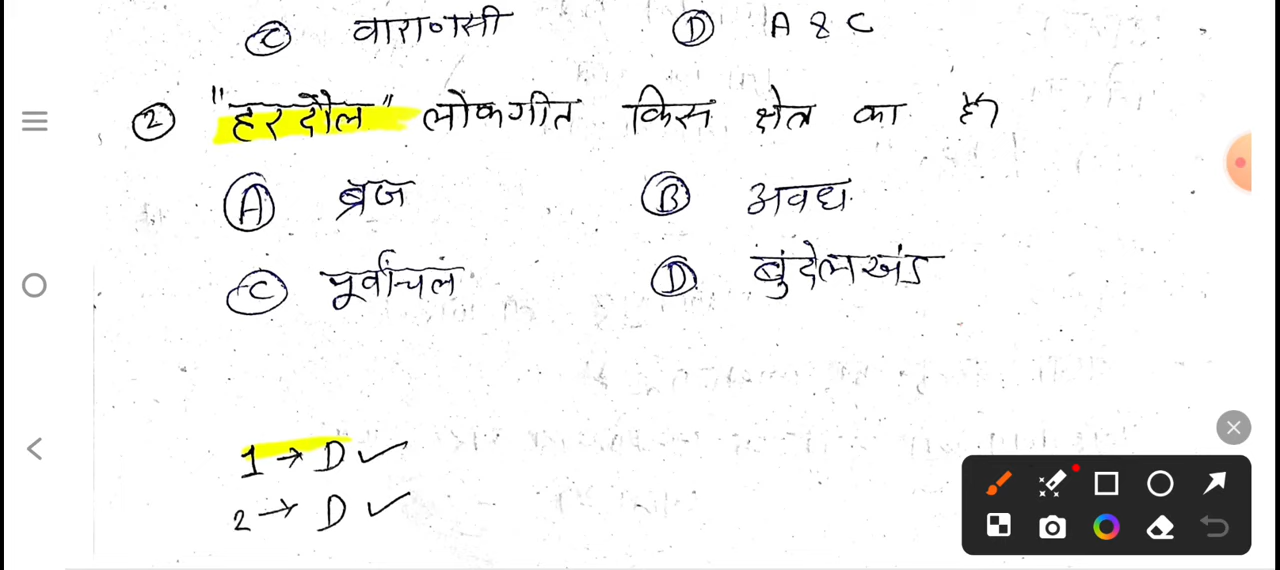 (C) वाराणसी (D) A & C
(2) "हरदौल" लोकगीत किस क्षेत्र का है
(A) ब्रज (B) अवध
(C) पूर्वांचल (D) बुंदेलखंड
1 → D ✓
2 → D ✓